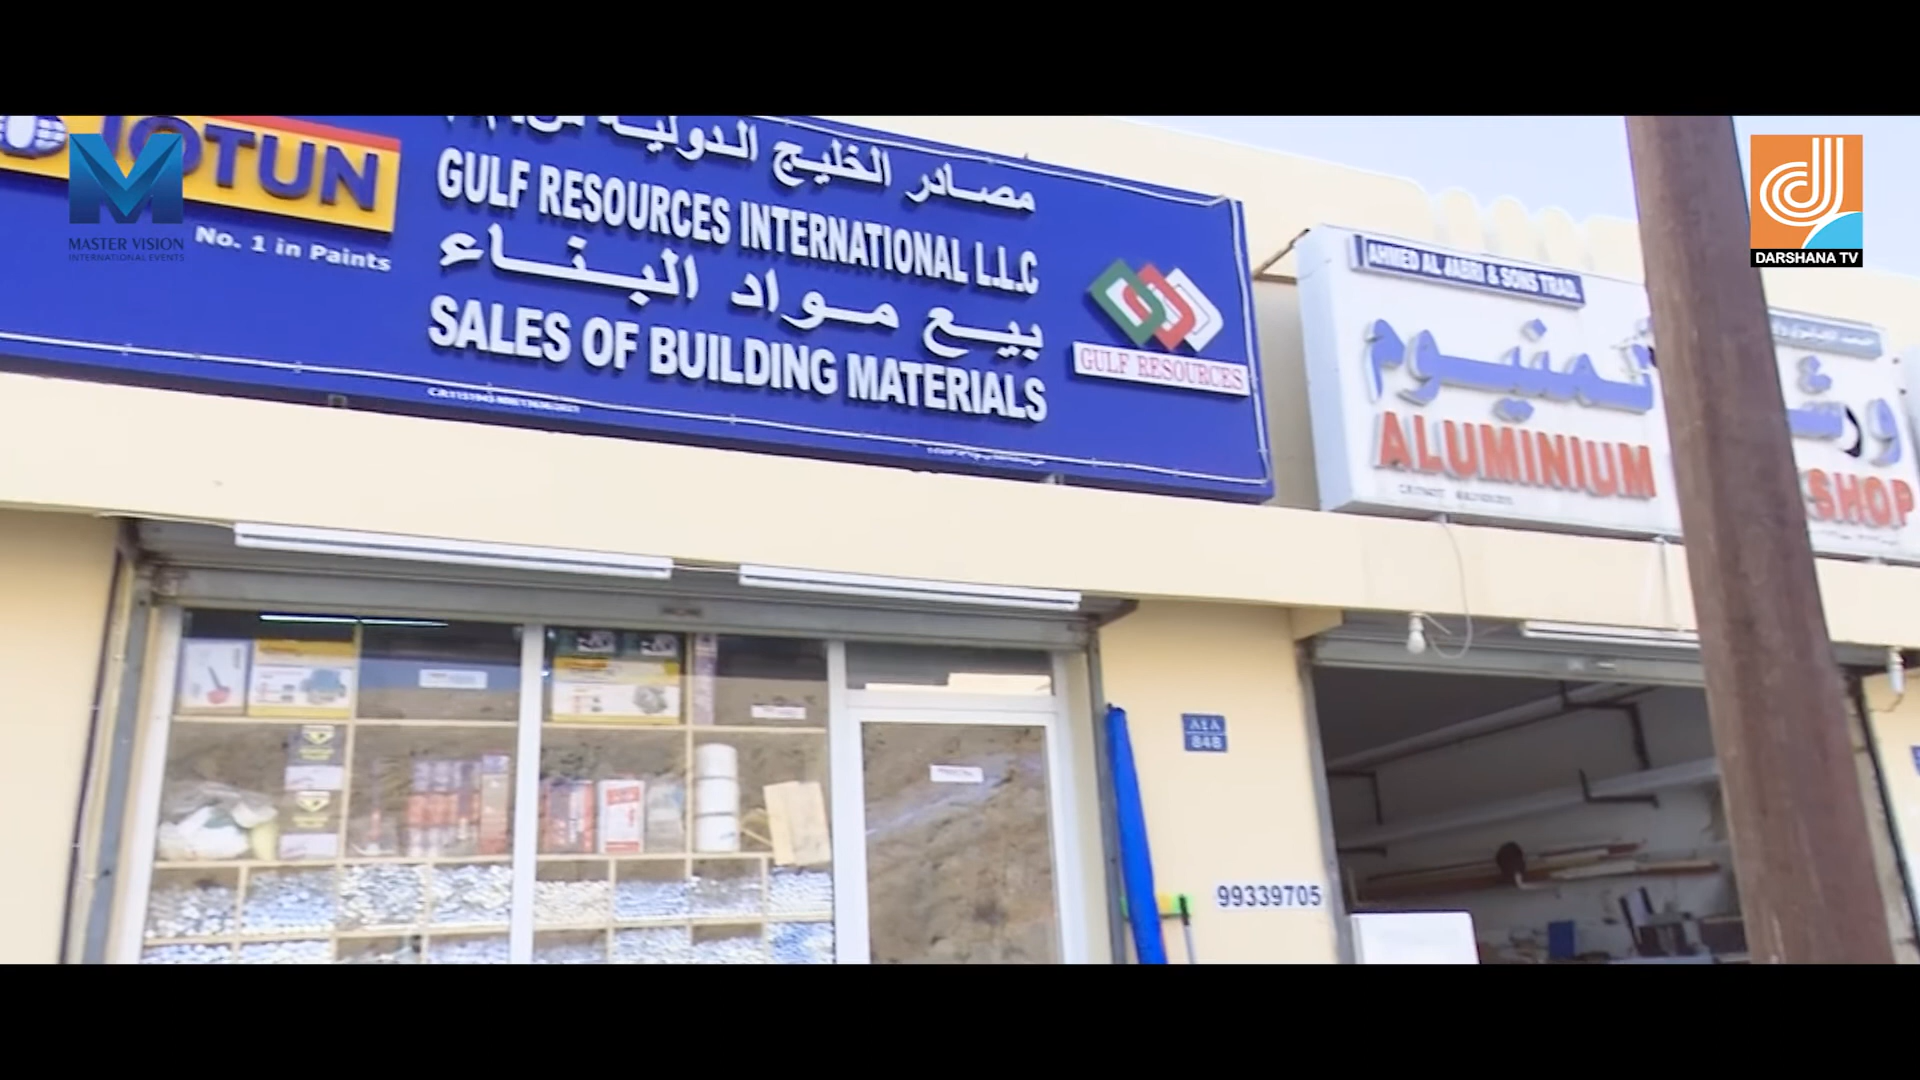 JOTUN
No. 1 in Paints
مصادر الخليج الدولية
GULF RESOURCES INTERNATIONAL L.L.C
بيع مواد البناء
SALES OF BUILDING MATERIALS
GULF RESOURCES
AHMED AL JABRI & SONS TRAD.
ALUMINIUM
SHOP
٨٤٨
848
99339705
MASTER VISION
INTERNATIONAL EVENTS
DARSHANA TV